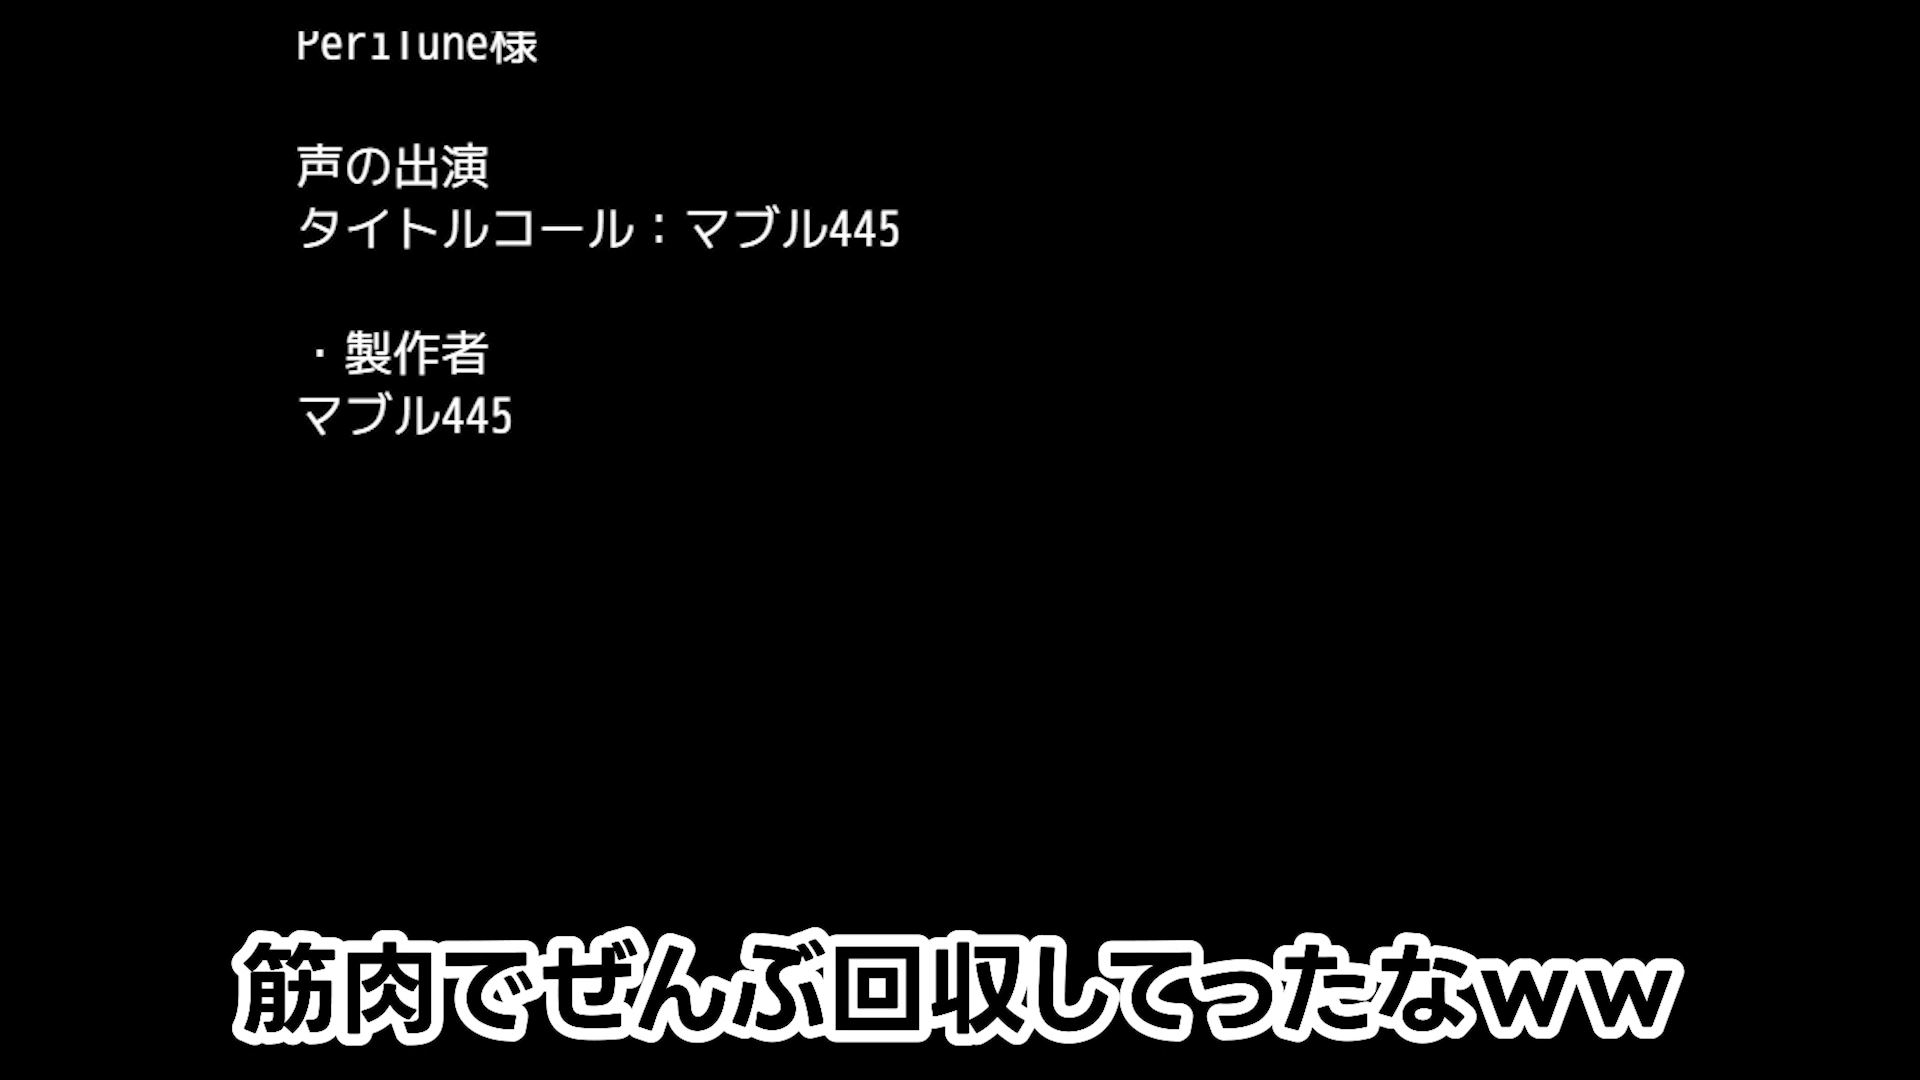 PeriTune様
声の出演
タイトルコール：マブル445
・製作者
マブル445
筋肉でぜんぶ回収してったなｗｗ